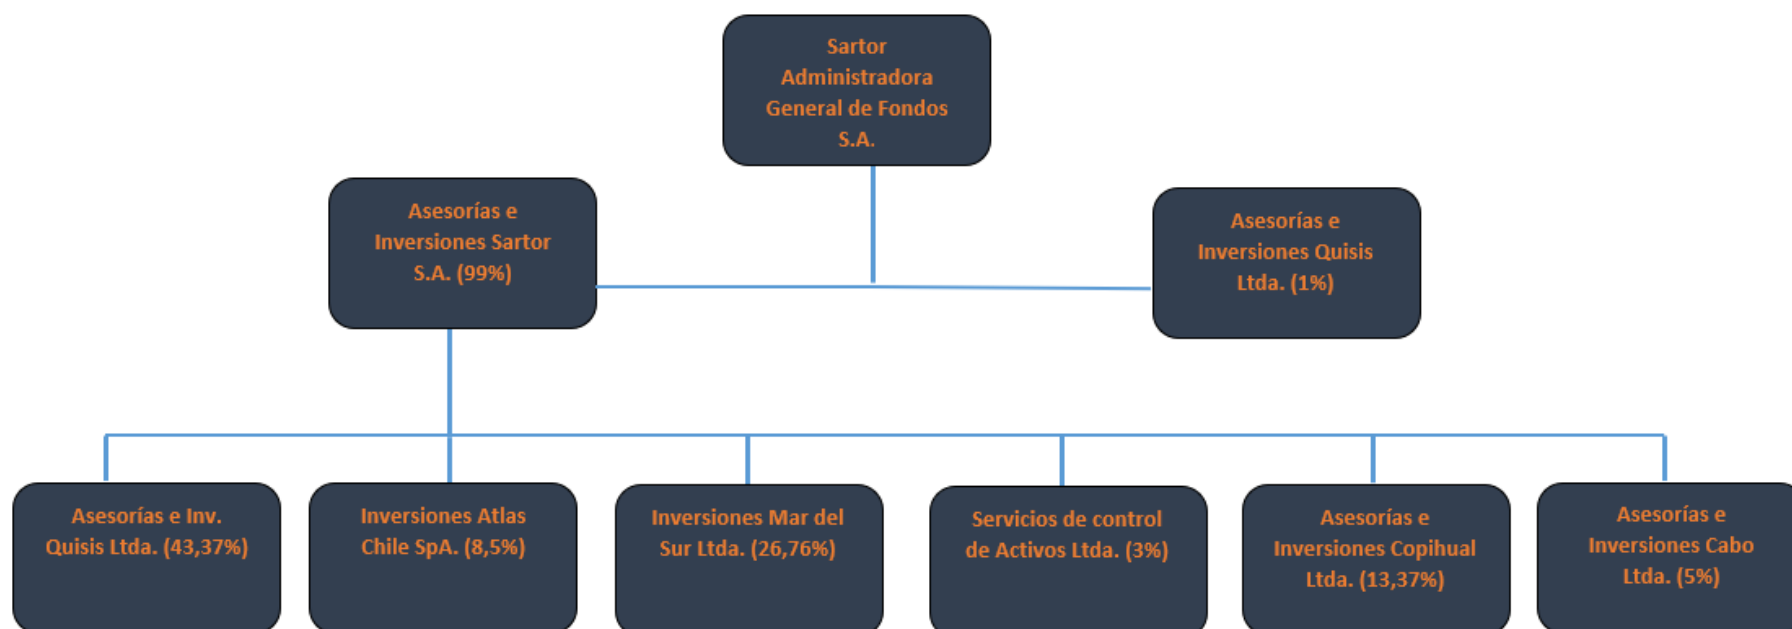 Sartor
Administradora
General de Fondos
S.A.
Asesorías e
Inversiones Sartor
S.A. (99%)
Asesorías e
Inversiones Quisis
Ltda. (1%)
Asesorías e Inv.
Quisis Ltda. (43,37%)
Inversiones Atlas
Chile SpA. (8,5%)
Inversiones Mar del
Sur Ltda. (26,76%)
Servicios de control
de Activos Ltda. (3%)
Asesorías e
Inversiones Copihual
Ltda. (13,37%)
Asesorías e
Inversiones Cabo
Ltda. (5%)